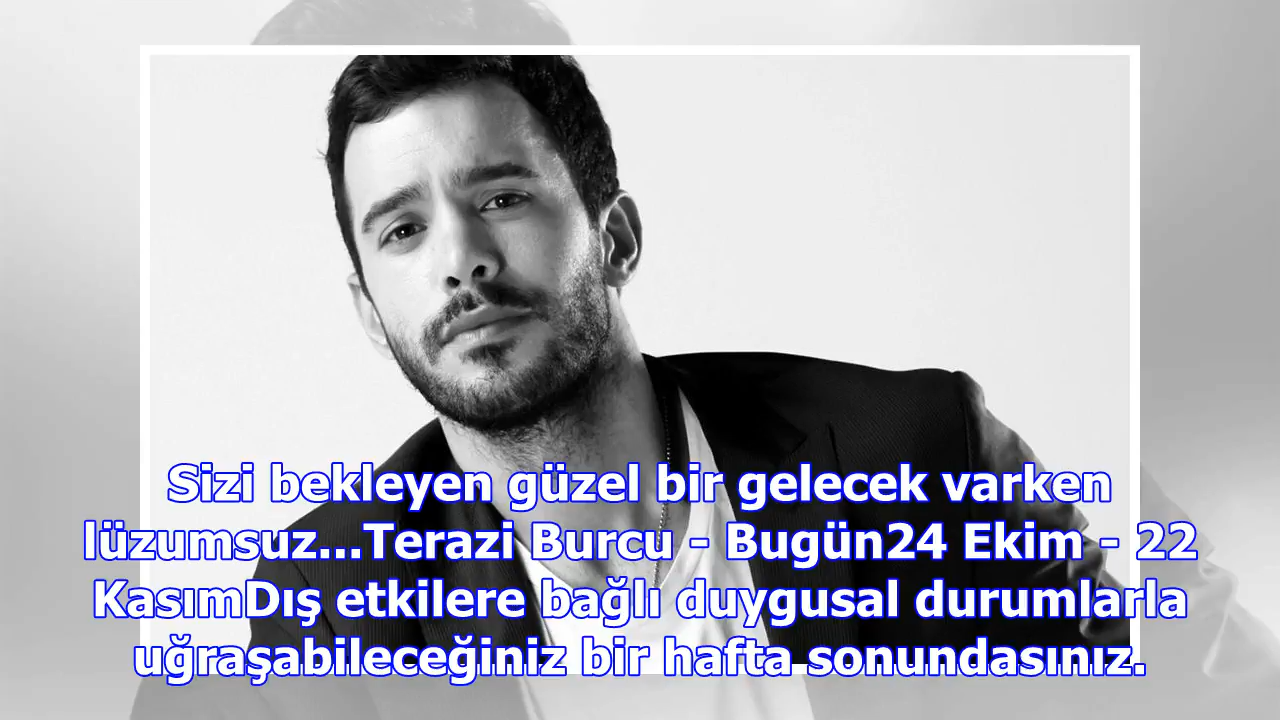 Sizi bekleyen güzel bir gelecek varken
lüzumsuz...Terazi Burcu - Bugün24 Ekim - 22
KasımDış etkilere bağlı duygusal durumlarla
uğraşabileceğiniz bir hafta sonundasınız.